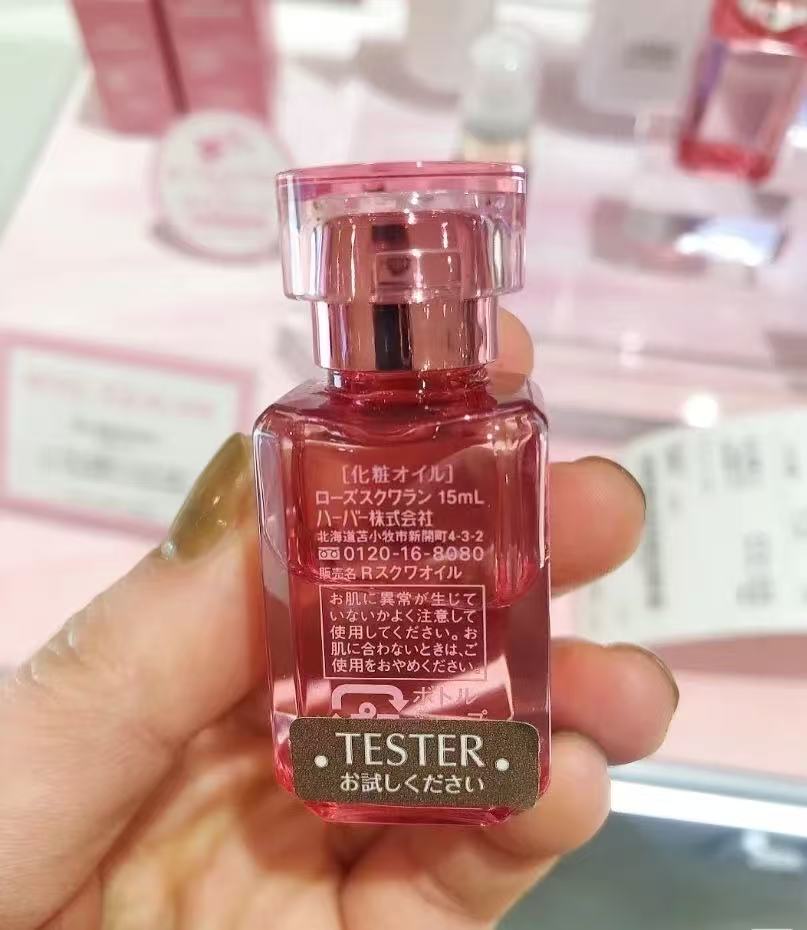 [化粧オイル]
ローズスクワラン 15mL
ハーバー株式会社
北海道苫小牧市新開町4-3-2
0120-16-8080
販売名 Rスクワオイル
お肌に異常が生じて
いないかよく注意して
使用してください。お
肌に合わないときは、ご
使用をおやめください。
ボトル
TESTER
お試しください